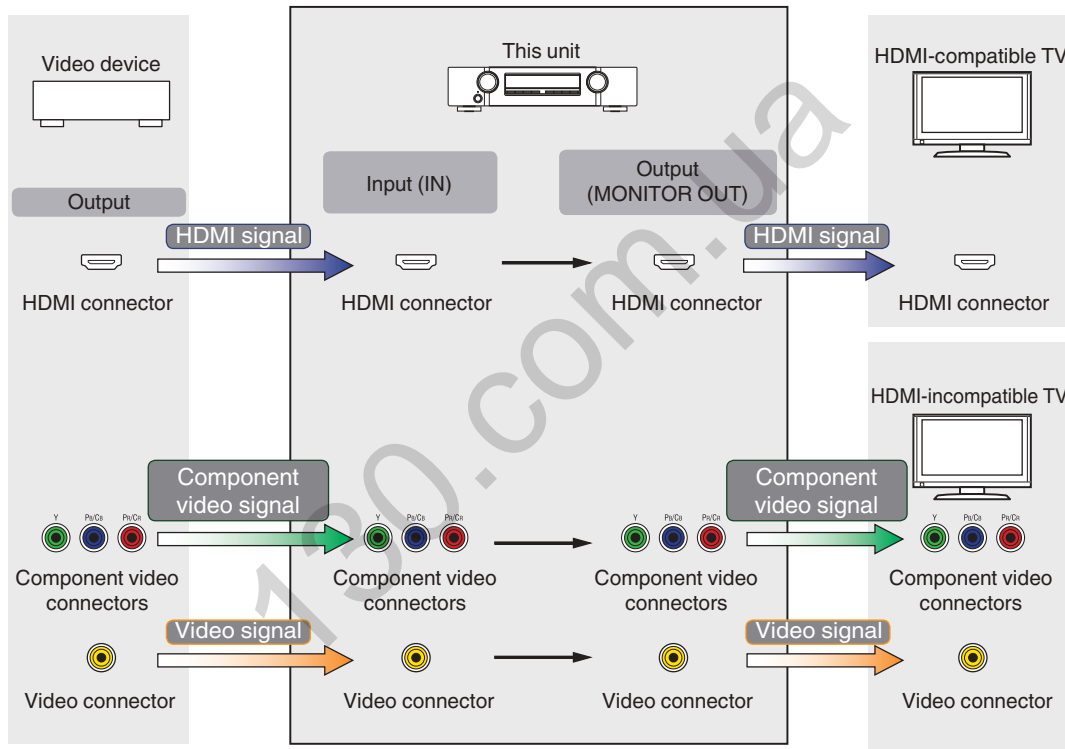 Video device
This unit
HDMI-compatible TV
Output
Input (IN)
Output
(MONITOR OUT)
HDMI signal
HDMI signal
HDMI connector
HDMI connector
HDMI connector
HDMI connector
HDMI-incompatible TV
Component
video signal
Component
video signal
Y PB/CB PR/CR
Y PB/CB PR/CR
Y PB/CB PR/CR
Y PB/CB PR/CR
Component video
connectors
Component video
connectors
Component video
connectors
Component video
connectors
Video signal
Video signal
Video connector
Video connector
Video connector
Video connector
130.com.ua